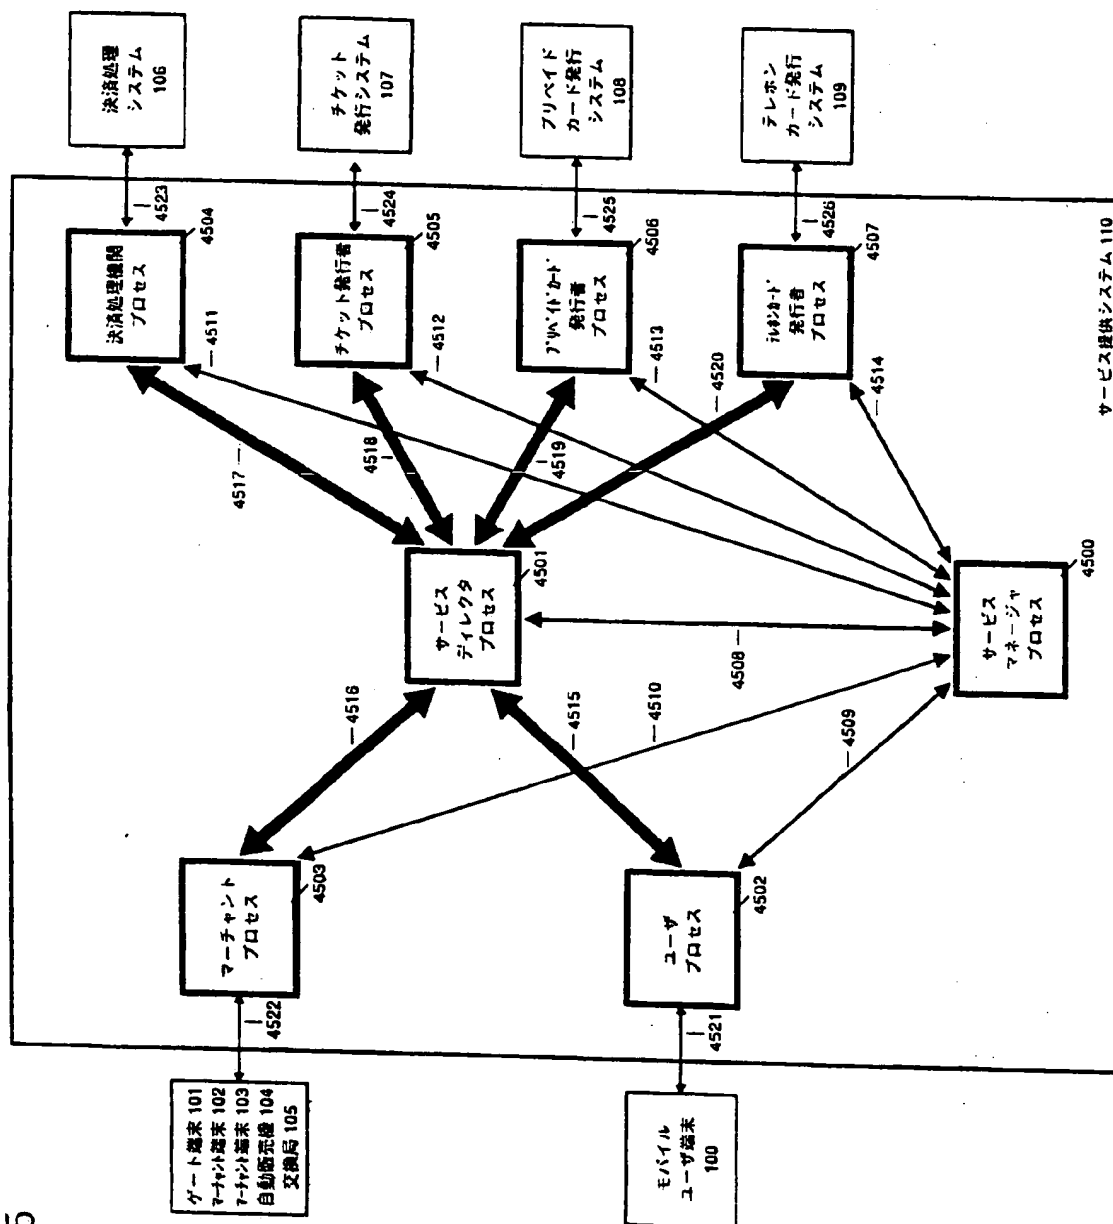 決済処理
システム
106
チケット
発行システム
107
プリペイド
カード発行
システム
108
テレホン
カード発行
システム
109
4523
4524
4525
4526
決済処理機関
プロセス
4504
チケット発行者
プロセス
4505
プリペイドカード
発行者
プロセス
4506
テレホンカード
発行者
プロセス
4507
4511
4512
4513
4520
4514
4517
4518
4519
サービス
ディレクタ
プロセス
4501
サービス
マネージャ
プロセス
4500
4508
4516
4515
4510
4509
マーチャント
プロセス
4503
ユーザ
プロセス
4502
4522
4521
ゲート端末 101
マーチャント端末 102
マーチャント端末 103
自動販売機 104
交換局 105
モバイル
ユーザ端末
100
サービス提供システム 110
5